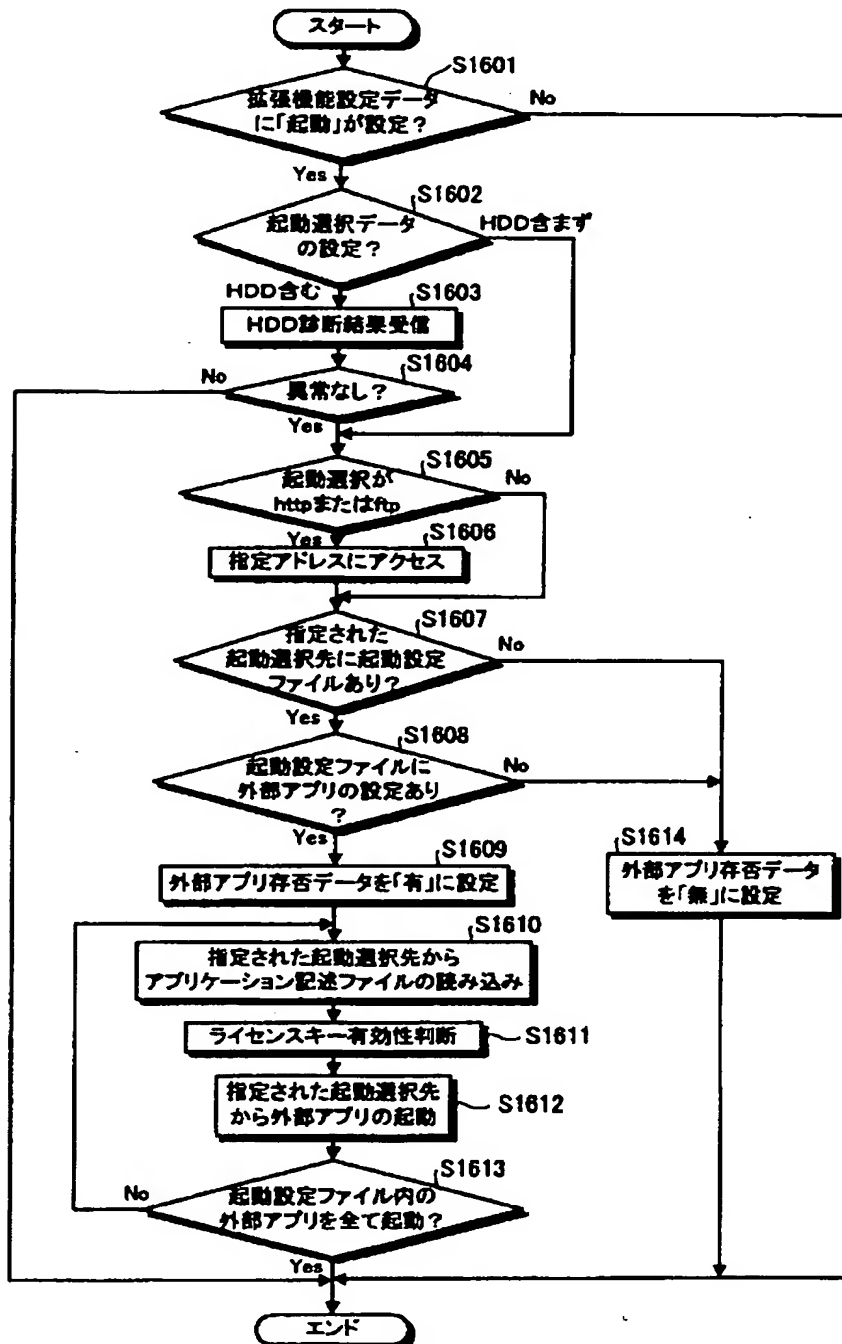 スタート
S1601
拡張機能設定データ
に「起動」が設定？
No
Yes
S1602
起動選択データ
の設定？
HDD含まず
HDD含む
S1603
HDD診断結果受信
S1604
No
異常なし？
Yes
S1605
起動選択が
httpまたはftp
No
Yes
S1606
指定アドレスにアクセス
S1607
指定された
起動選択先に起動設定
ファイルあり？
No
Yes
S1608
起動設定ファイルに
外部アプリの設定あり
？
No
Yes
S1609
外部アプリ存否データを「有」に設定
S1614
外部アプリ存否データ
を「無」に設定
S1610
指定された起動選択先から
アプリケーション記述ファイルの読み込み
ライセンスキー有効性判断
S1611
指定された起動選択先
から外部アプリの起動
S1612
S1613
No
起動設定ファイル内の
外部アプリを全て起動？
Yes
エンド